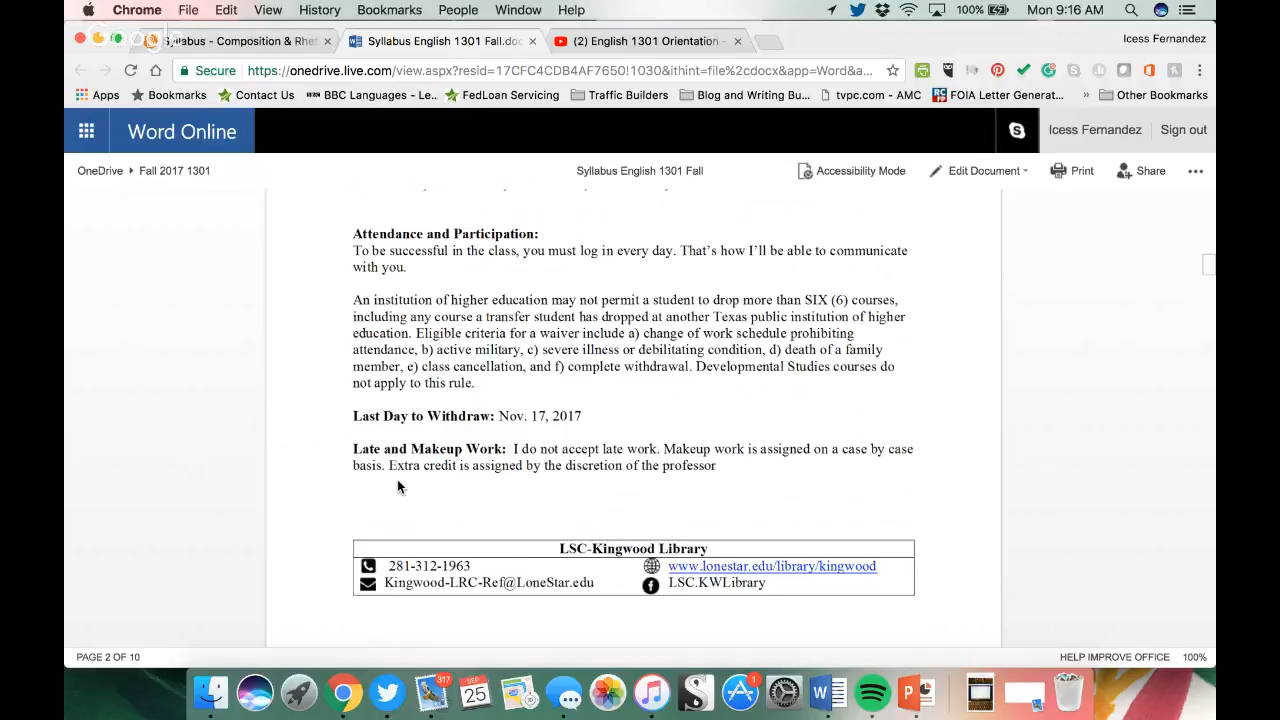 Chrome File Edit View History Bookmarks People Window Help 100% Mon 9:16 AM
Syllabus - Composition & Rhet Syllabus English 1301 Fall.doc (2) English 1301 Orientation - Icess Fernandez
Secure https://onedrive.live.com/view.aspx?resid=17CFC4CDB4AF7650!1030&ithint=file%2cdocx&app=Word&a...
Apps Bookmarks Contact Us BBC Languages - Le... FedLoan Servicing Traffic Builders Blog and Writing Bu... tvpc.com - AMC FOIA Letter Generat... » Other Bookmarks
Word Online Icess Fernandez Sign out
OneDrive Fall 2017 1301 Syllabus English 1301 Fall Accessibility Mode Edit Document Print Share
Attendance and Participation:
To be successful in the class, you must log in every day. That's how I'll be able to communicate
with you.
An institution of higher education may not permit a student to drop more than SIX (6) courses,
including any course a transfer student has dropped at another Texas public institution of higher
education. Eligible criteria for a waiver include a) change of work schedule prohibiting
attendance, b) active military, c) severe illness or debilitating condition, d) death of a family
member, e) class cancellation, and f) complete withdrawal. Developmental Studies courses do
not apply to this rule.
Last Day to Withdraw: Nov. 17, 2017
Late and Makeup Work: I do not accept late work. Makeup work is assigned on a case by case
basis. Extra credit is assigned by the discretion of the professor
LSC-Kingwood Library
281-312-1963 www.lonestar.edu/library/kingwood
Kingwood-LRC-Ref@LoneStar.edu LSC.KWLibrary
PAGE 2 OF 10 HELP IMPROVE OFFICE 100%
317 SEP 25 1